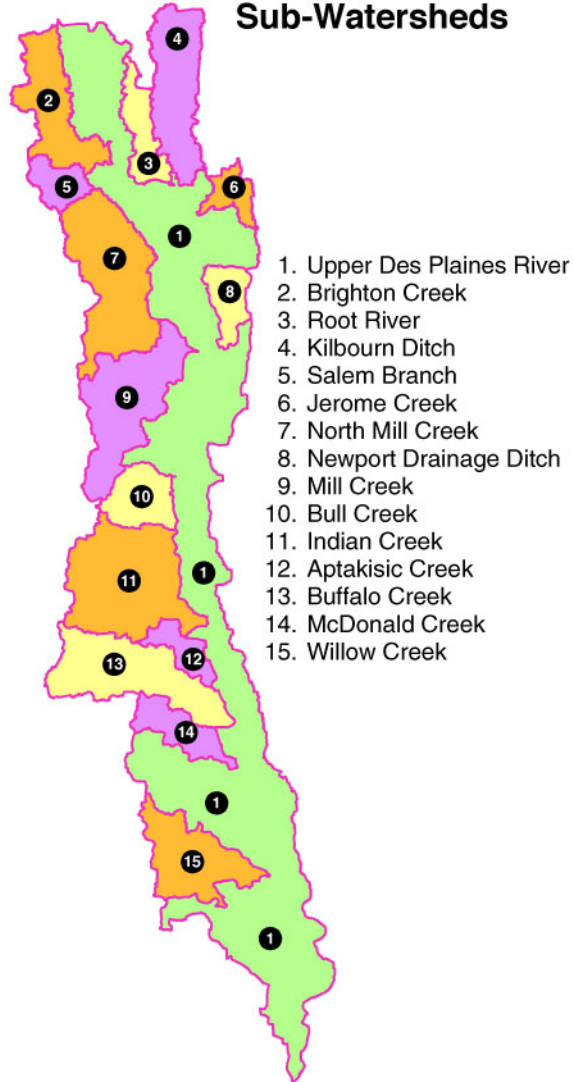 Sub-Watersheds
4
2
3
5
6
1
7
8
9
10
11
1
12
13
14
1
15
1
1. Upper Des Plaines River
2. Brighton Creek
3. Root River
4. Kilbourn Ditch
5. Salem Branch
6. Jerome Creek
7. North Mill Creek
8. Newport Drainage Ditch
9. Mill Creek
10. Bull Creek
11. Indian Creek
12. Aptakisic Creek
13. Buffalo Creek
14. McDonald Creek
15. Willow Creek